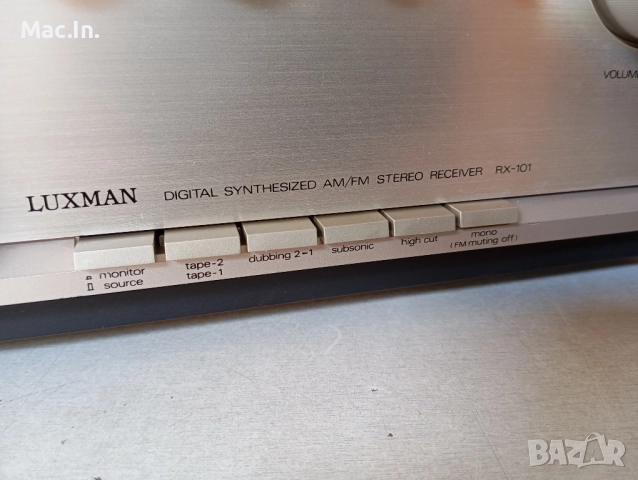 Mac.In.
VOLUME
LUXMAN DIGITAL SYNTHESIZED AM/FM STEREO RECEIVER RX-101
monitor
source
tape-2
tape-1
dubbing 2-1
subsonic
high cut
mono
(FM muting off)
BAZAR